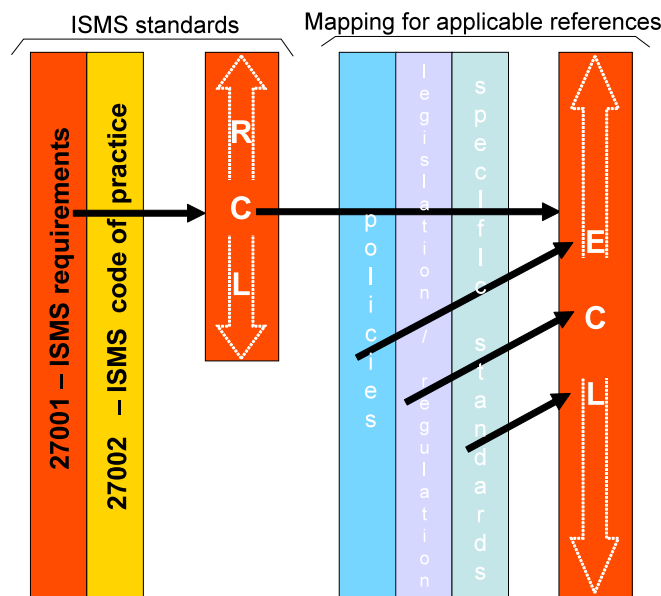 ISMS standards
Mapping for applicable references
27001 – ISMS requirements
27002 – ISMS code of practice
R
C
L
policies
legislation / regulation
specific standards
E
C
L